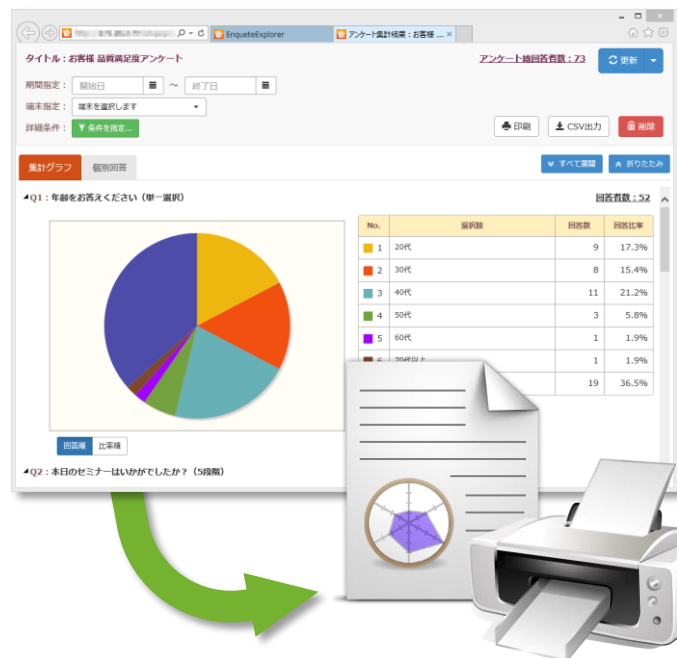 EnqueteExplorer
アンケート集計結果：お客様 ... ×
タイトル：お客様 品質満足度アンケート
アンケート総回答者数：73
更新
期間指定： 開始日 ～ 終了日
端末指定： 端末を選択します
詳細条件： 条件を指定...
印刷 CSV出力 削除
集計グラフ 個別回答
すべて展開 折りたたみ
Q1：年齢をお答えください（単一選択）
回答者数：52
No. 選択肢 回答数 回答比率
1 20代 9 17.3%
2 30代 8 15.4%
3 40代 11 21.2%
4 50代 3 5.8%
5 60代 1 1.9%
6 70代以上 1 1.9%
19 36.5%
回答順 比率順
Q2：本日のセミナーはいかがでしたか？（5段階）